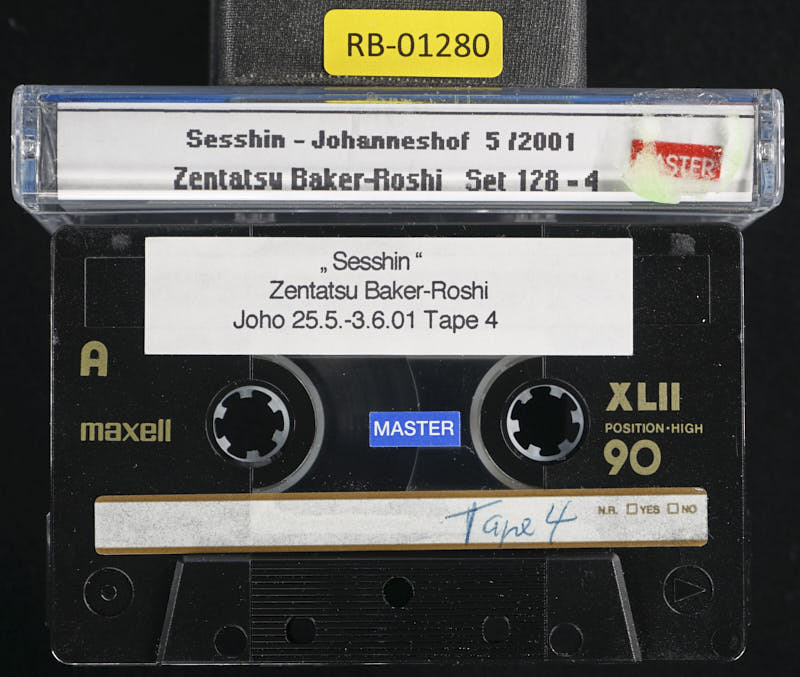 RB-01280
Sesshin - Johanneshof 5/2001
MASTER
Zentatsu Baker-Roshi Set 128 - 4
„Sesshin“
Zentatsu Baker-Roshi
Joho 25.5.-3.6.01 Tape 4
A
maxell
MASTER
XLII
POSITION·HIGH
90
Tape 4
N.R. □YES □NO